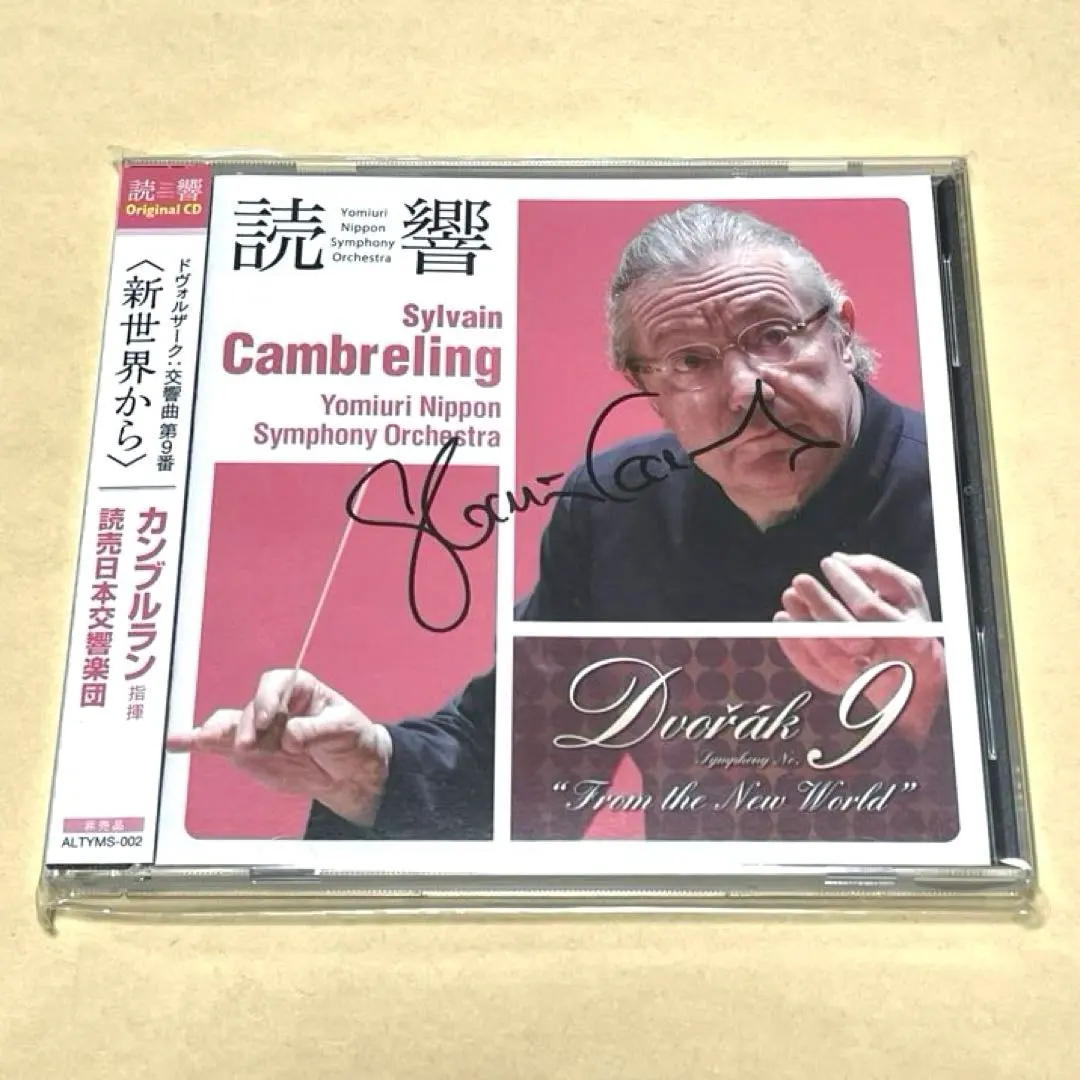 読響
Original CD
ドヴォルザーク:交響曲 第9番
〈新世界から〉
カンブルラン 指揮
読売日本交響楽団
非売品
ALTYMS-002
読響
Yomiuri
Nippon
Symphony
Orchestra
Sylvain
Cambreling
Yomiuri Nippon
Symphony Orchestra
Dvořák 9
Symphony No.
“From the New World”